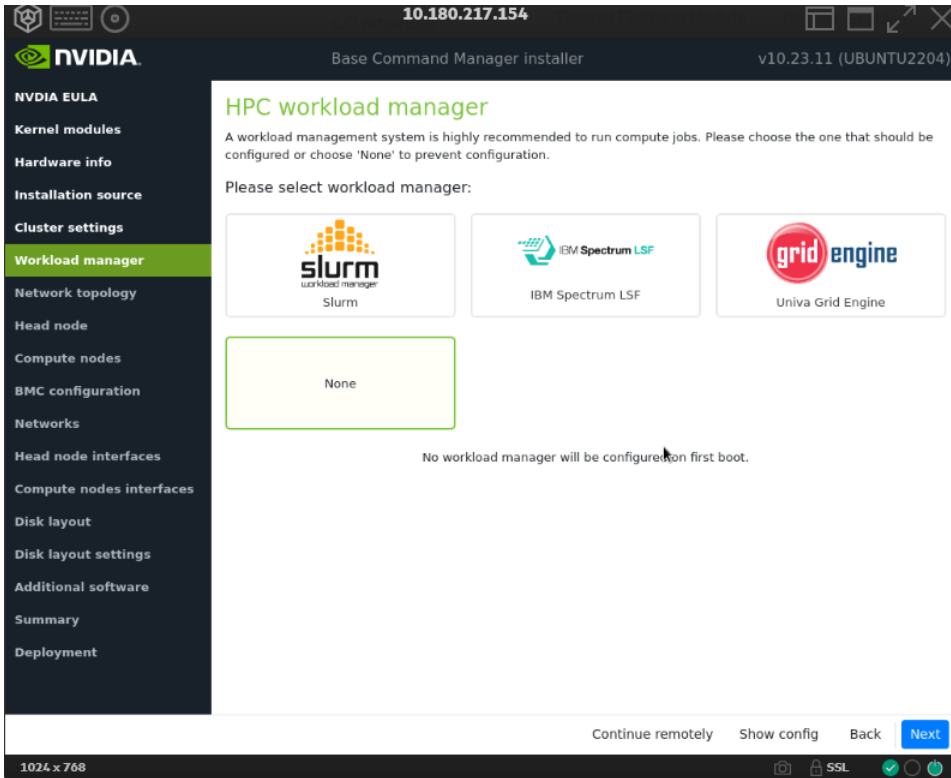 10.180.217.154
NVIDIA.
Base Command Manager installer
v10.23.11 (UBUNTU2204)
NVDIA EULA
Kernel modules
Hardware info
Installation source
Cluster settings
Workload manager
Network topology
Head node
Compute nodes
BMC configuration
Networks
Head node interfaces
Compute nodes interfaces
Disk layout
Disk layout settings
Additional software
Summary
Deployment
HPC workload manager
A workload management system is highly recommended to run compute jobs. Please choose the one that should be
configured or choose 'None' to prevent configuration.
Please select workload manager:
slurm
workload manager
Slurm
IBM Spectrum LSF
IBM Spectrum LSF
grid engine
Univa Grid Engine
None
No workload manager will be configured on first boot.
Continue remotely
Show config
Back
Next
1024 x 768
SSL